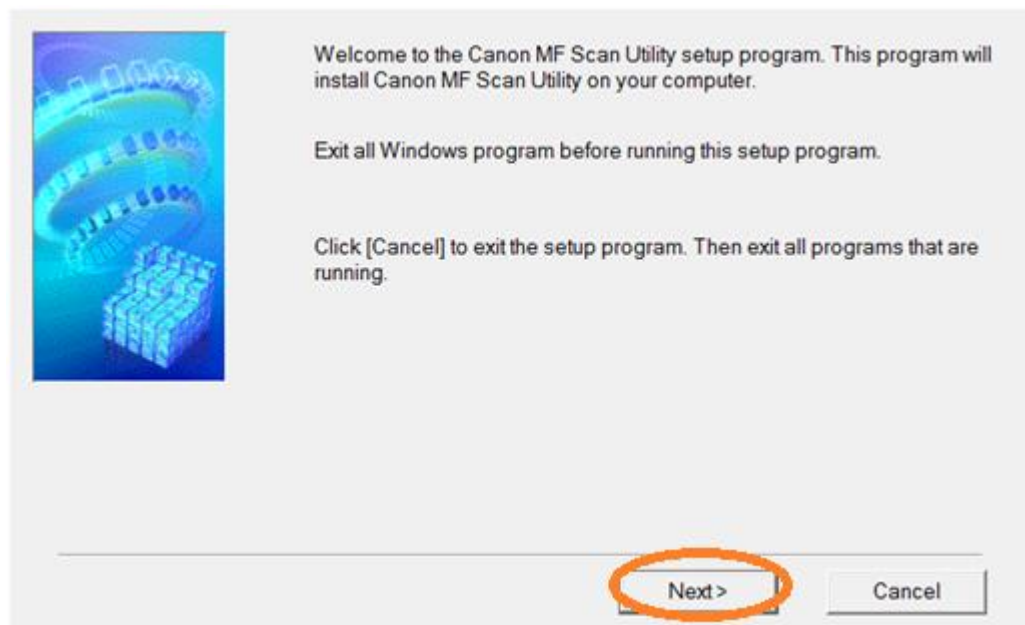 Welcome to the Canon MF Scan Utility setup program. This program will
install Canon MF Scan Utility on your computer.
Exit all Windows program before running this setup program.
Click [Cancel] to exit the setup program. Then exit all programs that are
running.
Next >
Cancel